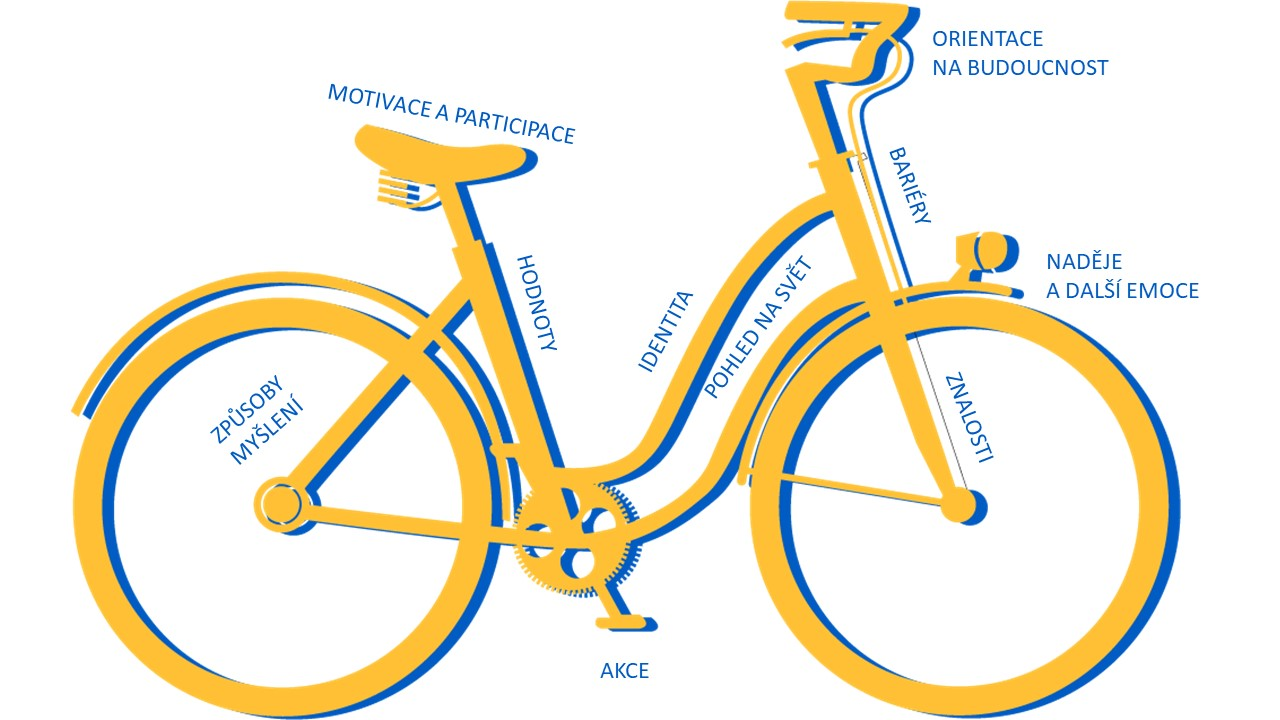 ORIENTACE
NA BUDOUCNOST
MOTIVACE A PARTICIPACE
BARIÉRY
NADĚJE
A DALŠÍ EMOCE
HODNOTY
IDENTITA
POHLED NA SVĚT
ZPŮSOBY
MYŠLENÍ
ZNALOSTI
AKCE